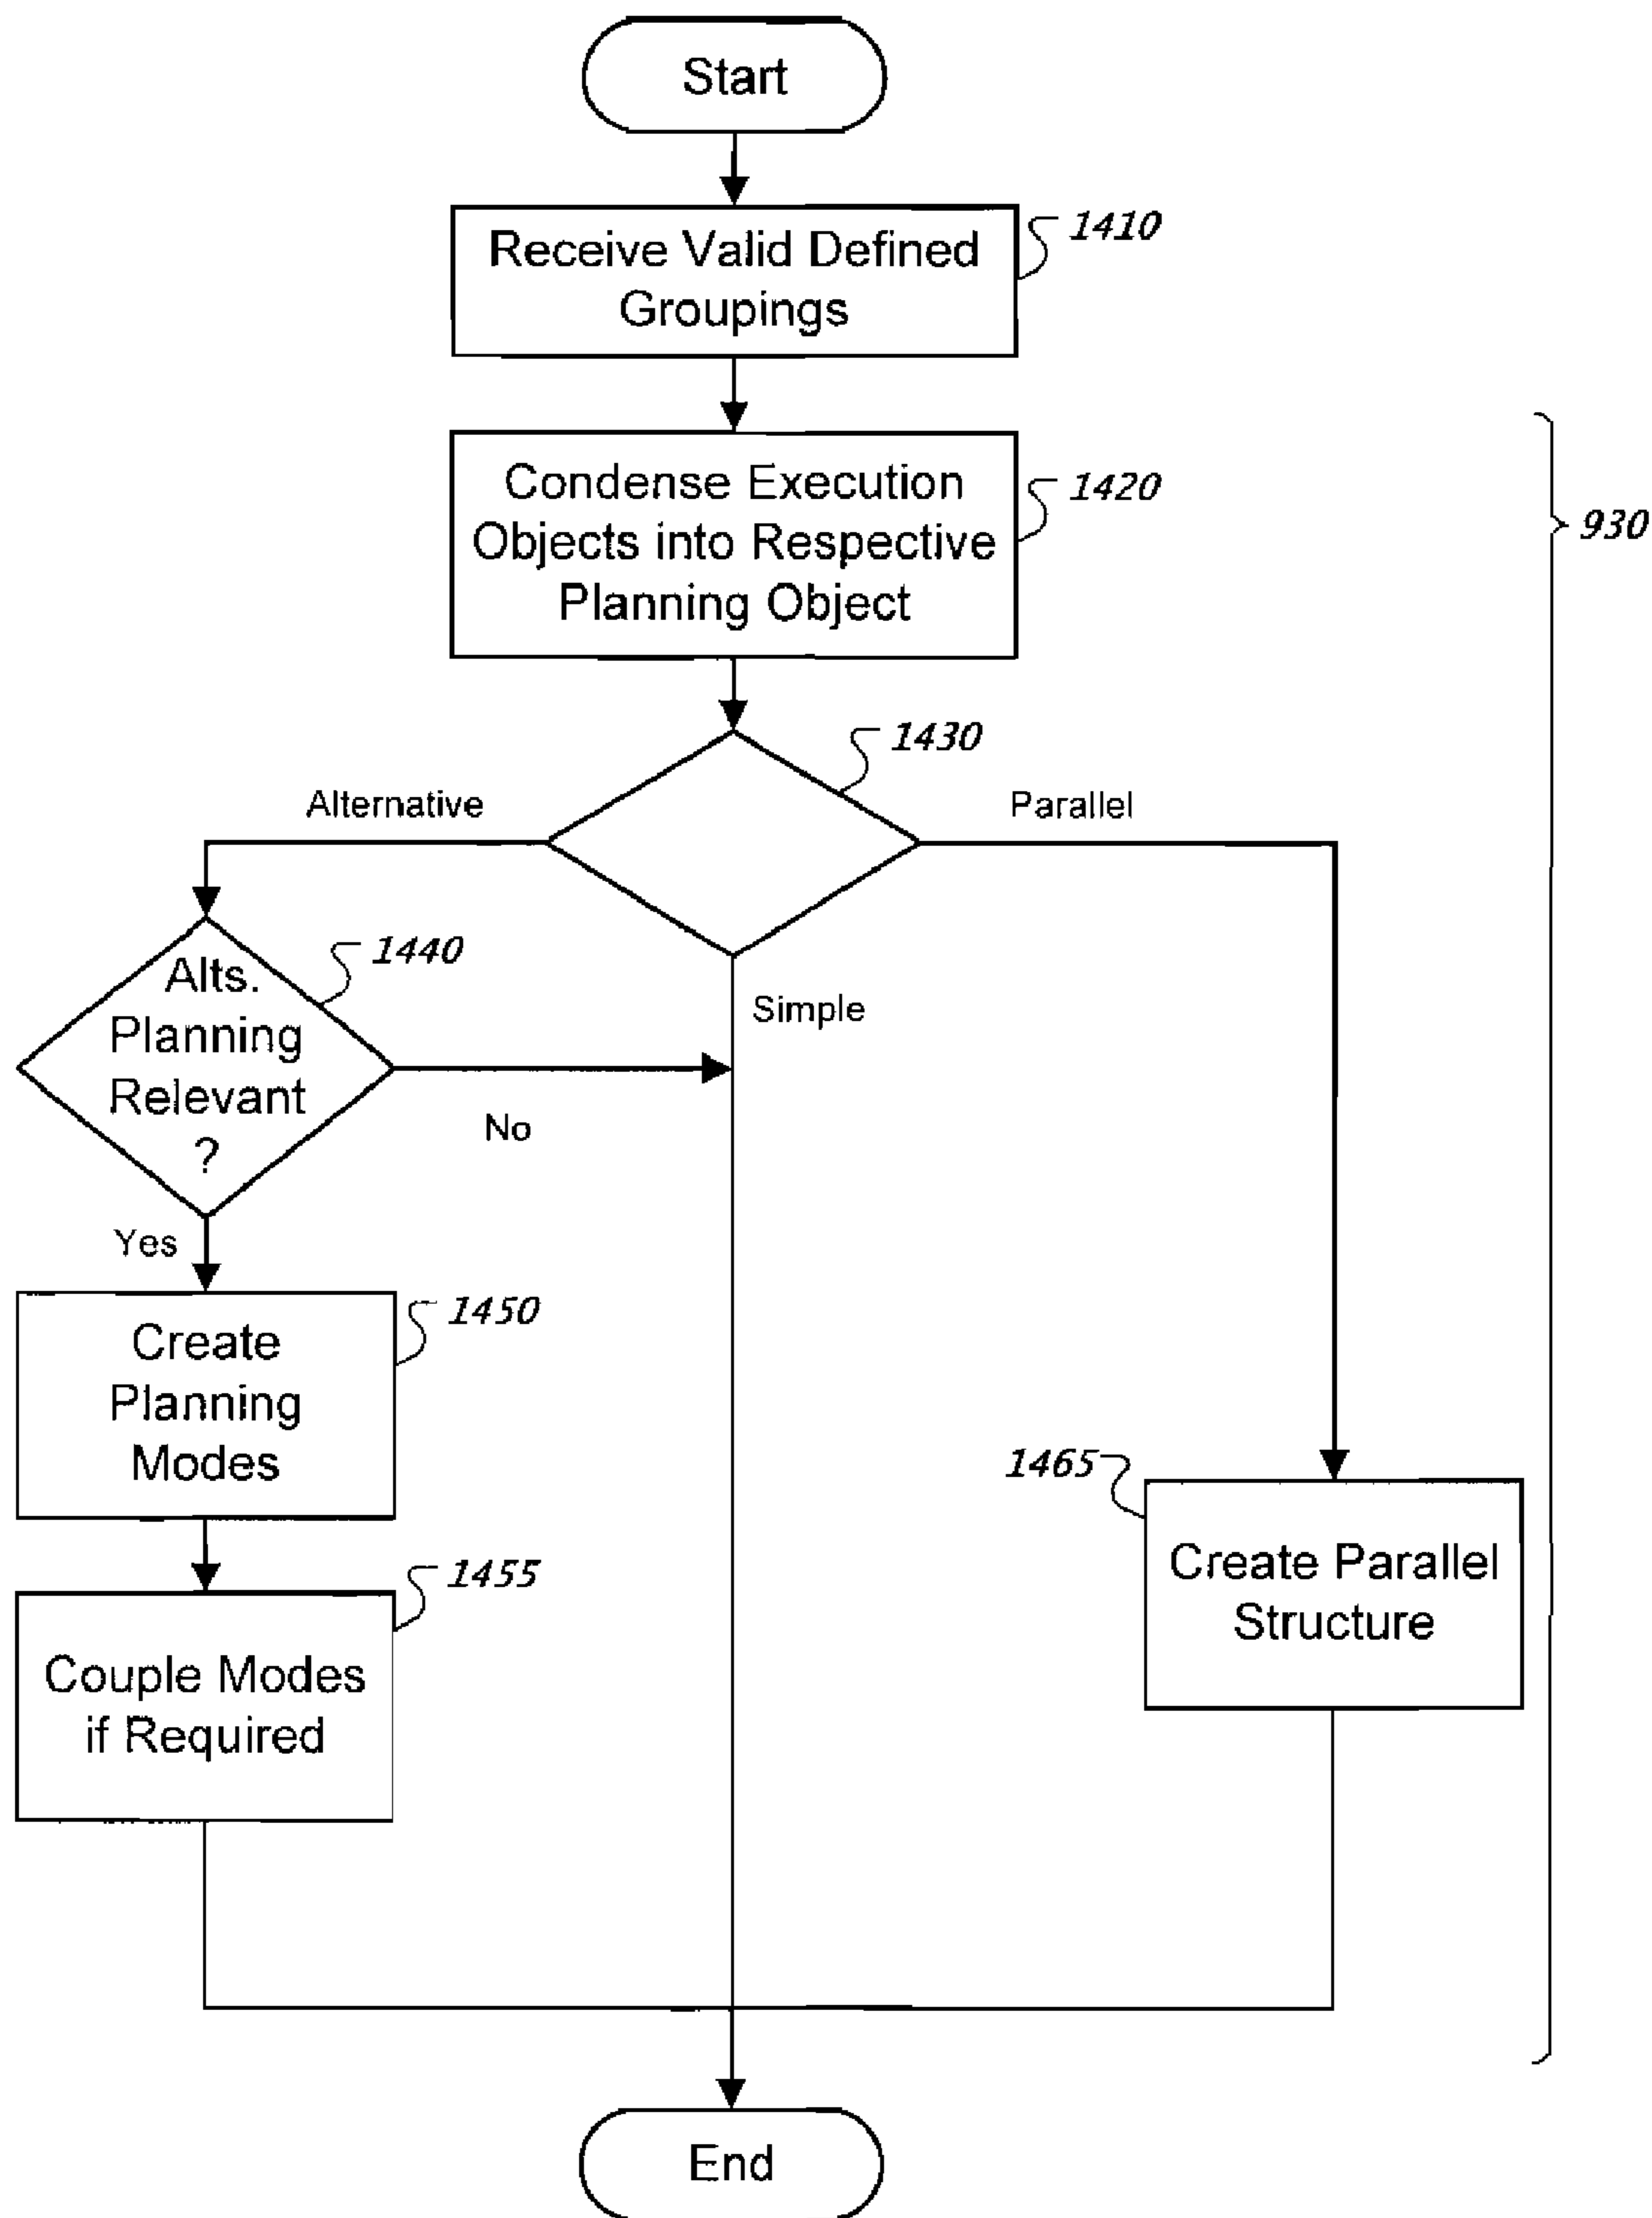 Start
Receive Valid Defined
Groupings
1410
Condense Execution
Objects into Respective
Planning Object
1420
930
1430
Alternative
Parallel
Simple
Alts.
Planning
Relevant
?
1440
No
Yes
Create
Planning
Modes
1450
1465
Create Parallel
Structure
Couple Modes
if Required
1455
End